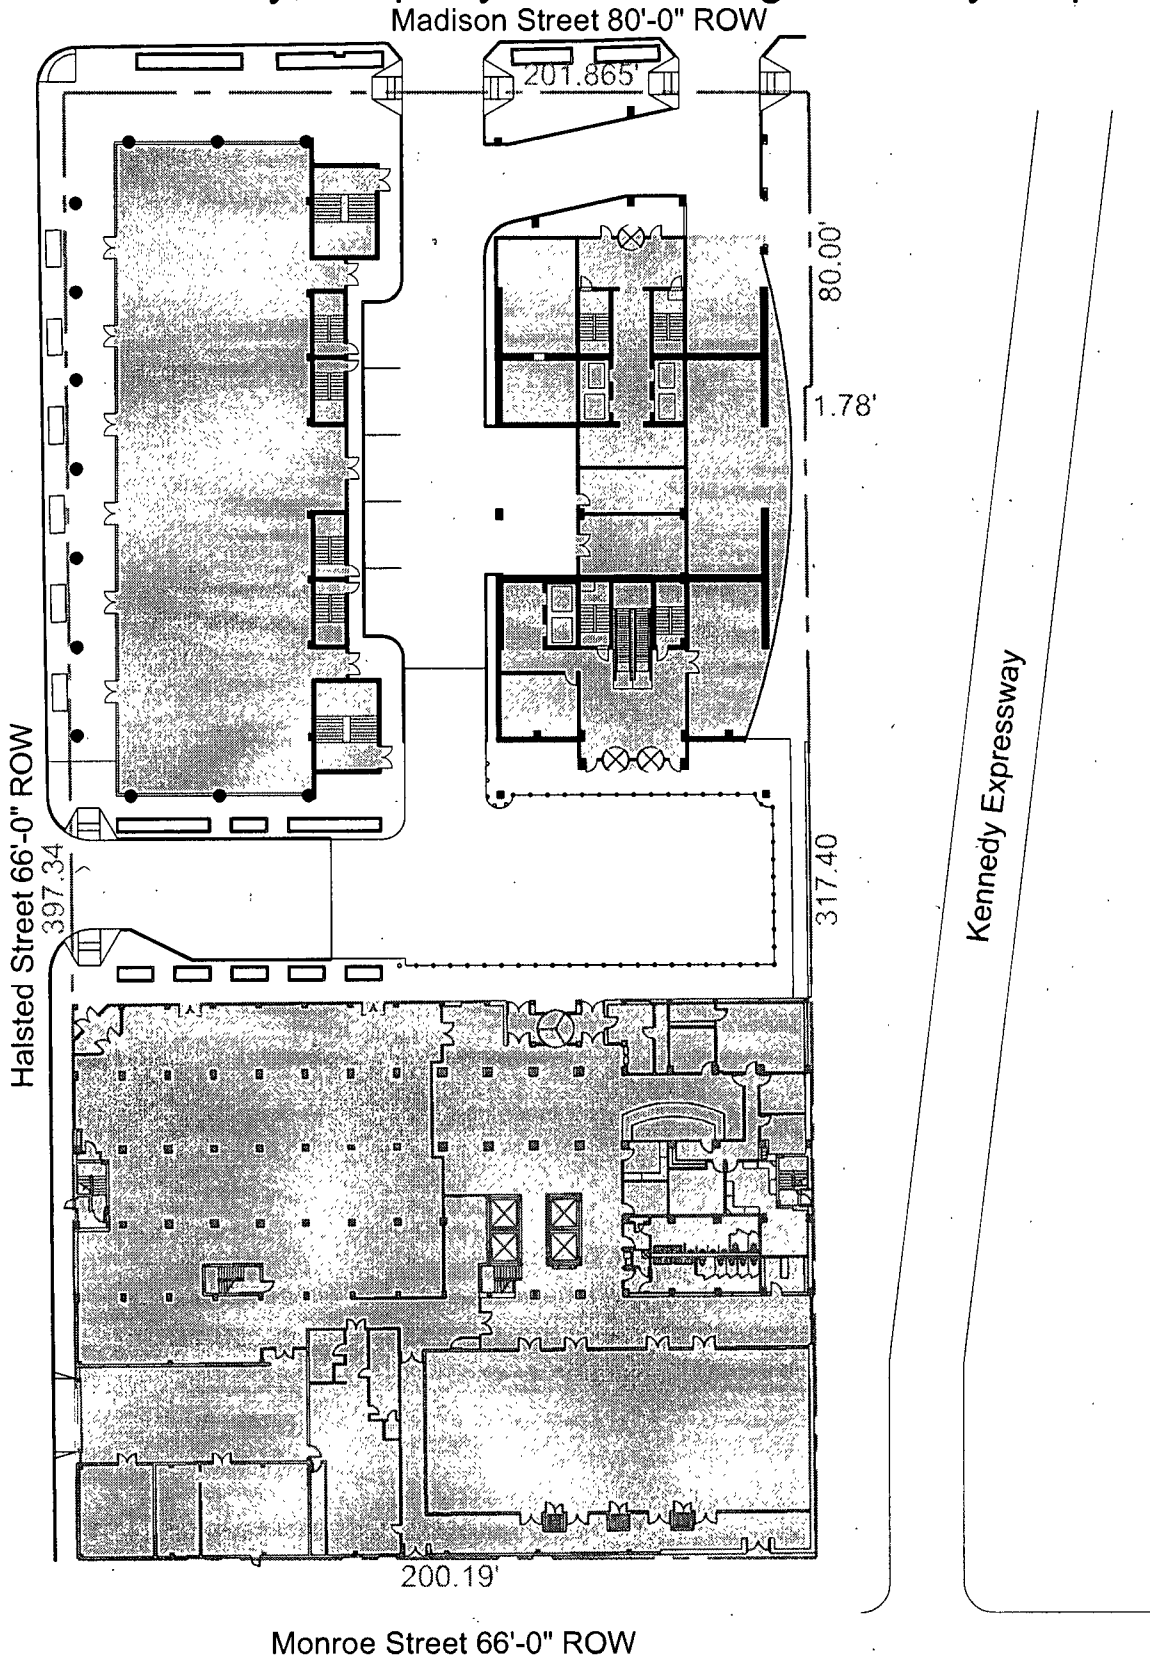 Madison Street 80'-0" ROW
201.865'
80.00'
1.78'
Halsted Street 66'-0" ROW
397.34
317.40
Kennedy Expressway
200.19'
Monroe Street 66'-0" ROW